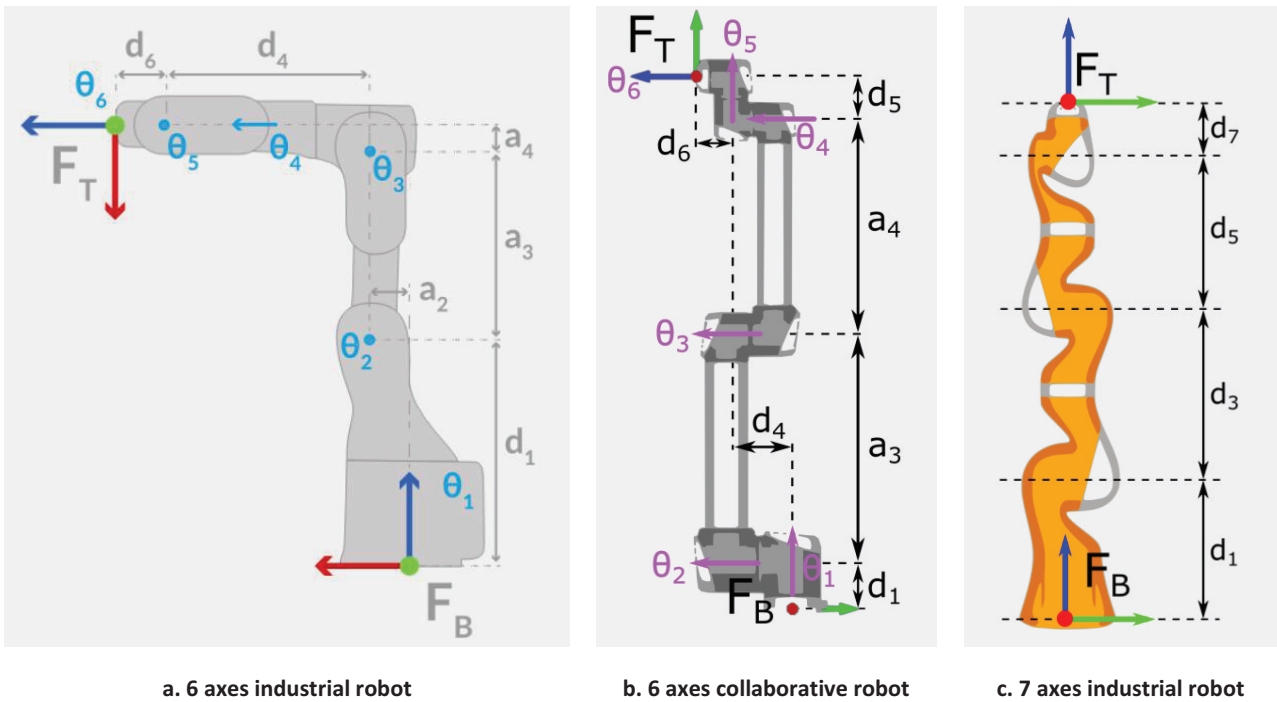 d6
d4
θ6
θ5
θ4
FT
θ3
a4
a3
a2
θ2
d1
θ1
FB
a. 6 axes industrial robot
FT
θ5
θ6
d5
θ4
d6
a4
θ3
d4
a3
θ2
θ1
FB
d1
b. 6 axes collaborative robot
FT
d7
d5
d3
d1
FB
c. 7 axes industrial robot